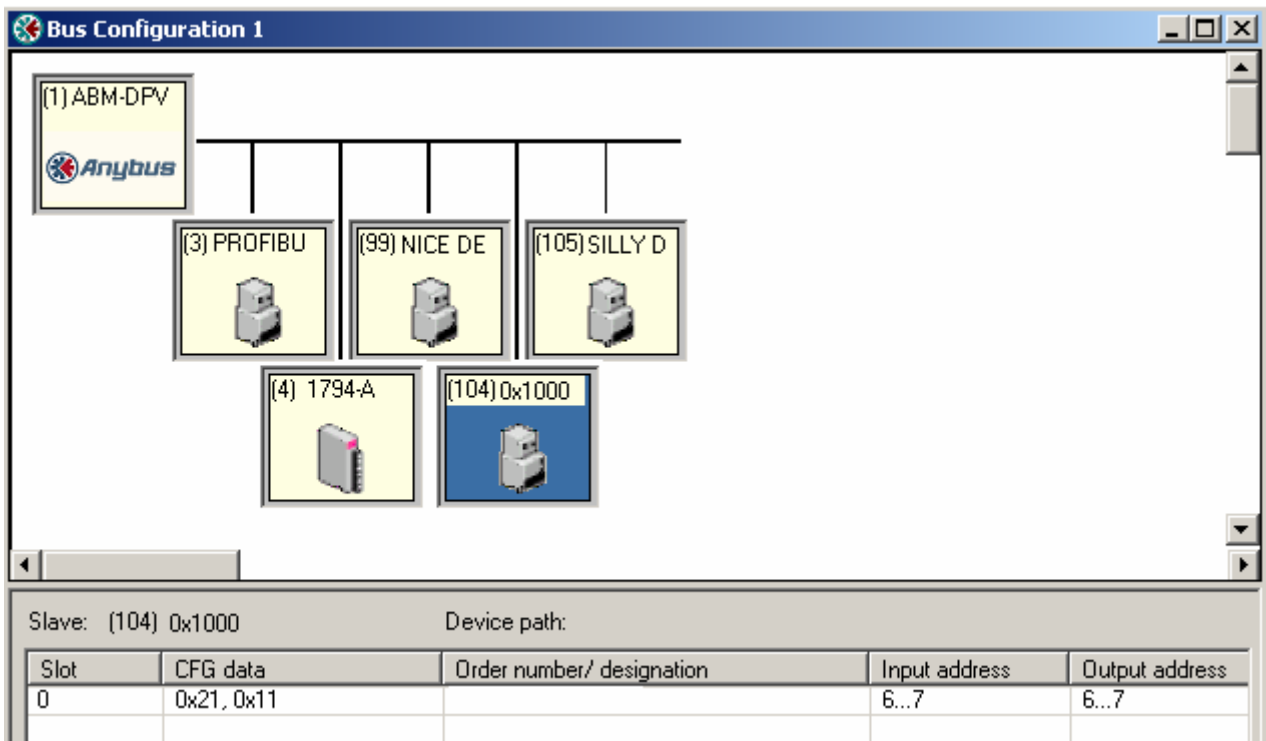 Bus Configuration 1
(1) ABM-DPV
Anybus
(3) PROFIBU
(99) NICE DE
(105) SILLY D
(4) 1794-A
(104) 0x1000
Slave: (104) 0x1000 Device path:
Slot CFG data Order number/ designation Input address Output address
0 0x21, 0x11 6...7 6...7